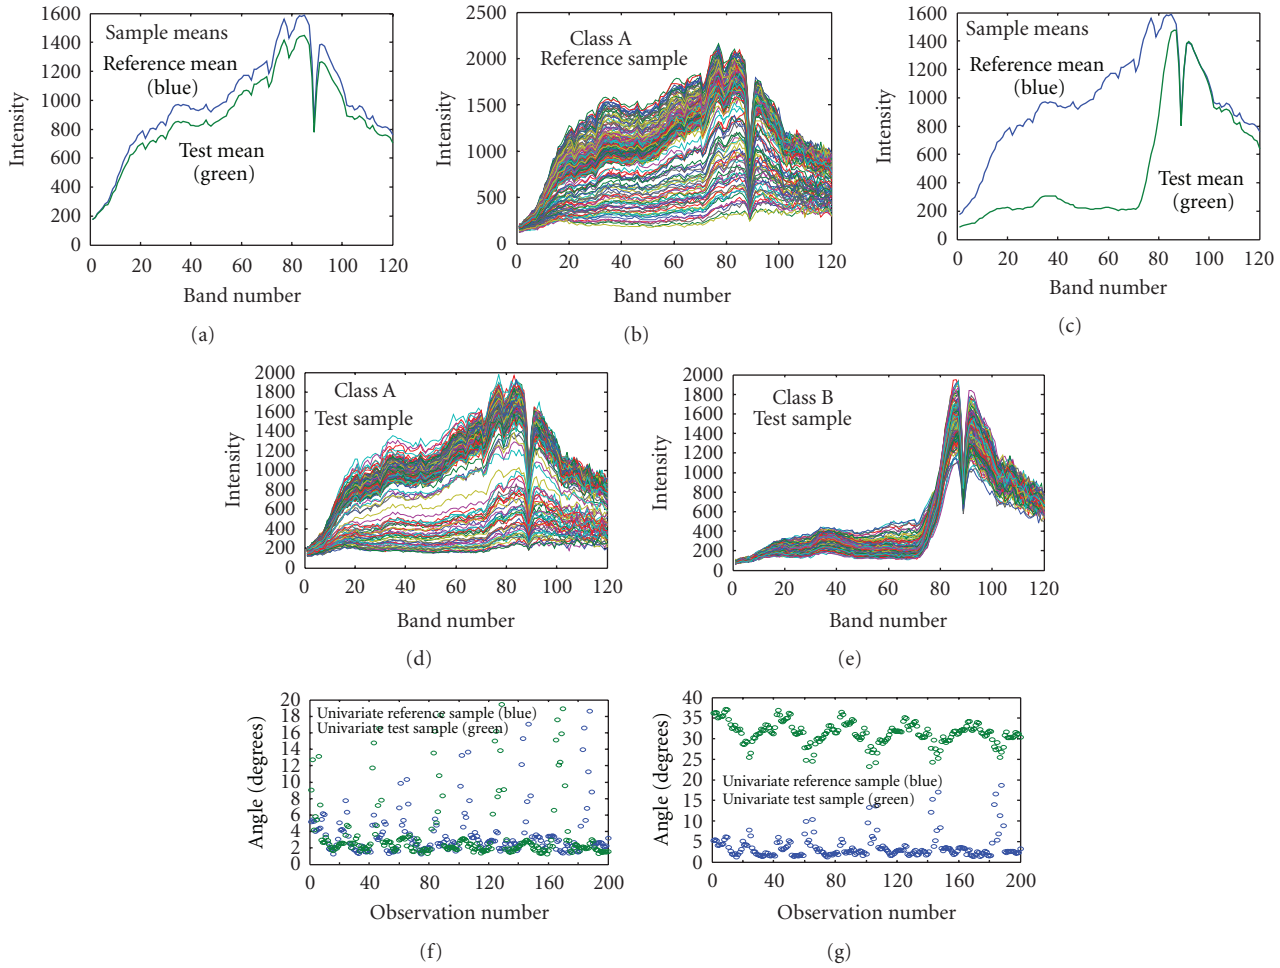 1600
1400
1200
1000
800
600
400
200
0
Intensity
Sample means
Reference mean
(blue)
Test mean
(green)
0 20 40 60 80 100 120
Band number
(a)
2500
2000
1500
1000
500
0
Intensity
Class A
Reference sample
0 20 40 60 80 100 120
Band number
(b)
1600
1400
1200
1000
800
600
400
200
0
Intensity
Sample means
Reference mean
(blue)
Test mean
(green)
0 20 40 60 80 100 120
Band number
(c)
2000
1800
1600
1400
1200
1000
800
600
400
200
0
Intensity
Class A
Test sample
0 20 40 60 80 100 120
Band number
(d)
2000
1800
1600
1400
1200
1000
800
600
400
200
0
Intensity
Class B
Test sample
0 20 40 60 80 100 120
Band number
(e)
20
18
16
14
12
10
8
6
4
2
0
Angle (degrees)
Univariate reference sample (blue)
Univariate test sample (green)
0 40 80 120 160 200
Observation number
(f)
40
35
30
25
20
15
10
5
0
Angle (degrees)
Univariate reference sample (blue)
Univariate test sample (green)
0 40 80 120 160 200
Observation number
(g)